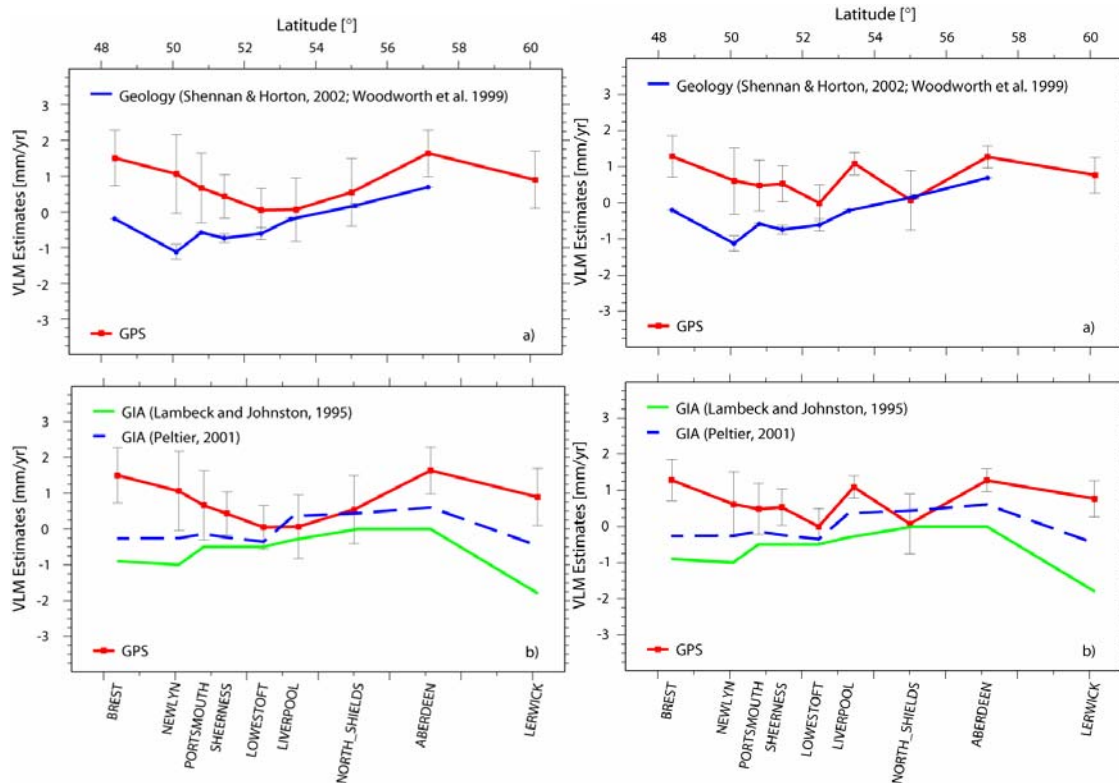 Latitude [°]
48 50 52 54 56 58 60
VLM Estimates [mm/yr]
3
2
1
0
-1
-2
-3
Geology (Shennan & Horton, 2002; Woodworth et al. 1999)
GPS
a)
VLM Estimates [mm/yr]
3
2
1
0
-1
-2
-3
GIA (Lambeck and Johnston, 1995)
GIA (Peltier, 2001)
GPS
b)
BREST
NEWLYN
PORTSMOUTH
SHEERNESS
LOWESTOFT
LIVERPOOL
NORTH_SHIELDS
ABERDEEN
LERWICK
Latitude [°]
48 50 52 54 56 58 60
VLM Estimates [mm/yr]
3
2
1
0
-1
-2
-3
Geology (Shennan & Horton, 2002; Woodworth et al. 1999)
GPS
a)
VLM Estimates [mm/yr]
3
2
1
0
-1
-2
-3
GIA (Lambeck and Johnston, 1995)
GIA (Peltier, 2001)
GPS
b)
BREST
NEWLYN
PORTSMOUTH
SHEERNESS
LOWESTOFT
LIVERPOOL
NORTH_SHIELDS
ABERDEEN
LERWICK